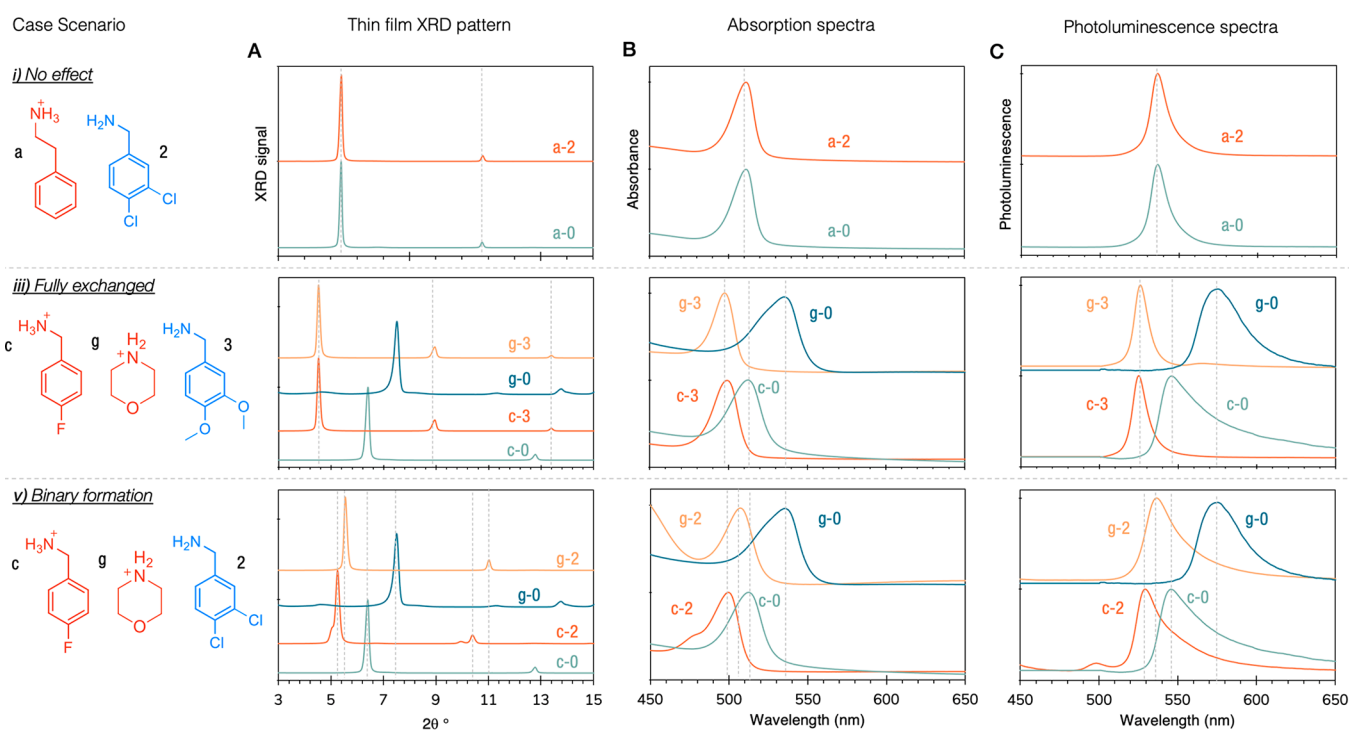 Case Scenario
Thin film XRD pattern
Absorption spectra
Photoluminescence spectra
A
B
C
i) No effect
+
NH3
H2N
a
2
Cl
Cl
XRD signal
a-2
a-0
Absorbance
a-2
a-0
Photoluminescence
a-2
a-0
iii) Fully exchanged
H3N+
H2
N
+
H2N
c
g
3
F
O
O
O
g-3
g-0
c-3
c-0
g-3
g-0
c-3
c-0
g-3
g-0
c-3
c-0
v) Binary formation
H3N+
H2
N
+
H2N
c
g
2
F
O
Cl
Cl
g-2
g-0
c-2
c-0
g-2
g-0
c-2
c-0
g-2
g-0
c-2
c-0
3 5 7 9 11 13 15
2θ °
450 500 550 600 650
Wavelength (nm)
450 500 550 600 650
Wavelength (nm)